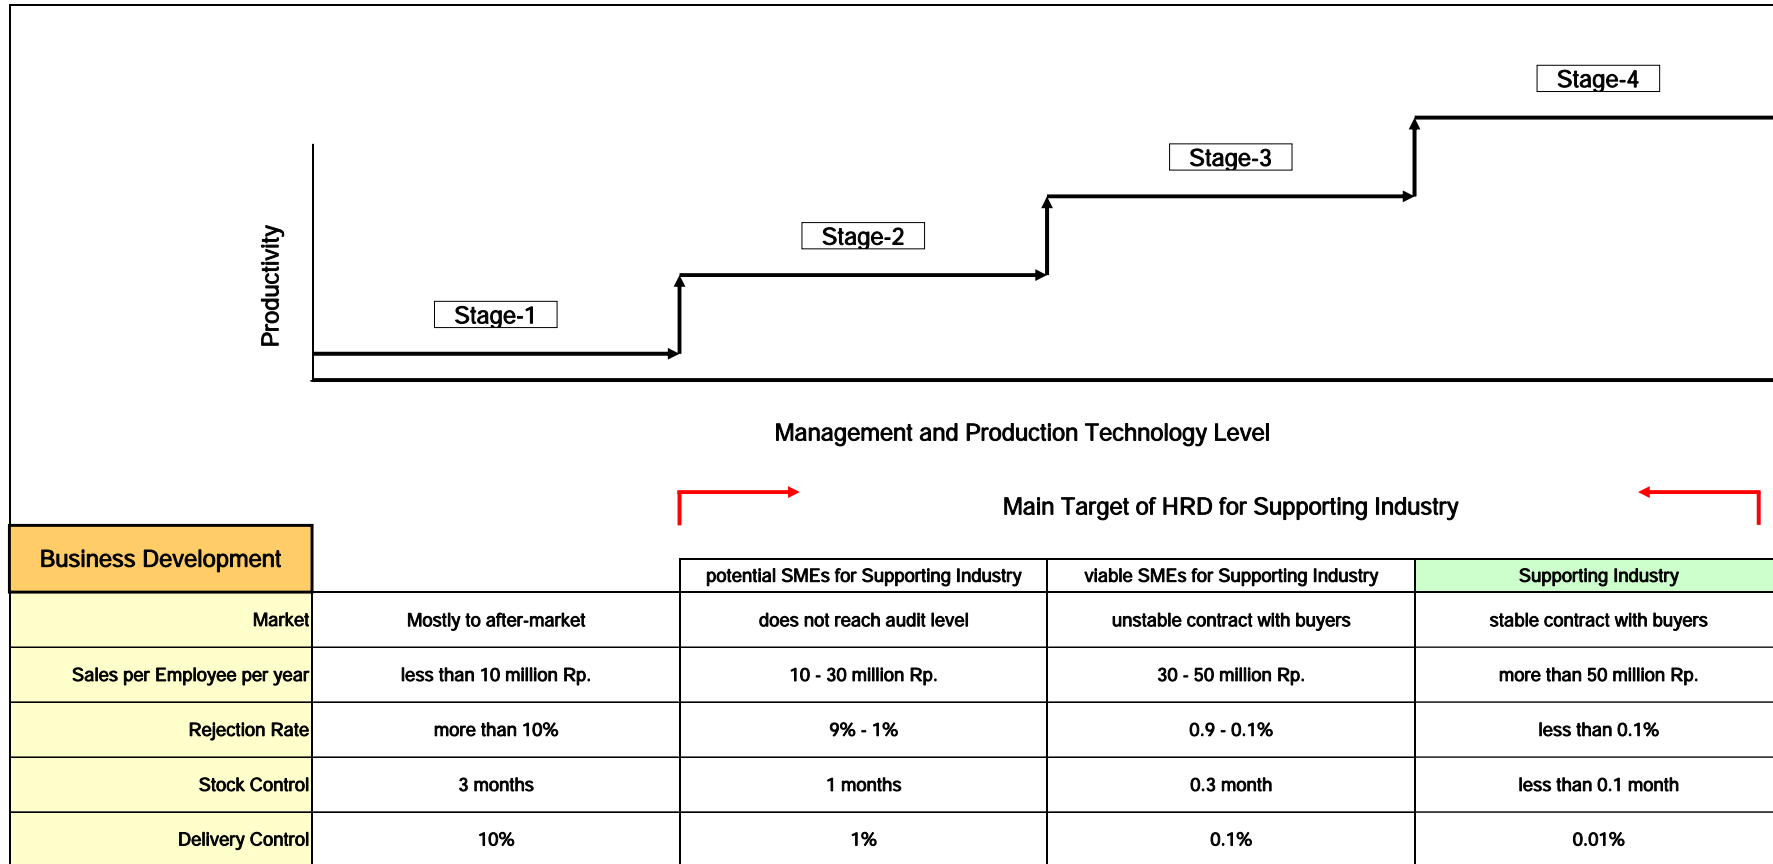 Stage-4
Stage-3
Stage-2
Stage-1
Productivity
Management and Production Technology Level
Main Target of HRD for Supporting Industry
Business Development
potential SMEs for Supporting Industry viable SMEs for Supporting Industry Supporting Industry
Market Mostly to after-market does not reach audit level unstable contract with buyers stable contract with buyers
Sales per Employee per year less than 10 million Rp. 10 - 30 million Rp. 30 - 50 million Rp. more than 50 million Rp.
Rejection Rate more than 10% 9% - 1% 0.9 - 0.1% less than 0.1%
Stock Control 3 months 1 months 0.3 month less than 0.1 month
Delivery Control 10% 1% 0.1% 0.01%